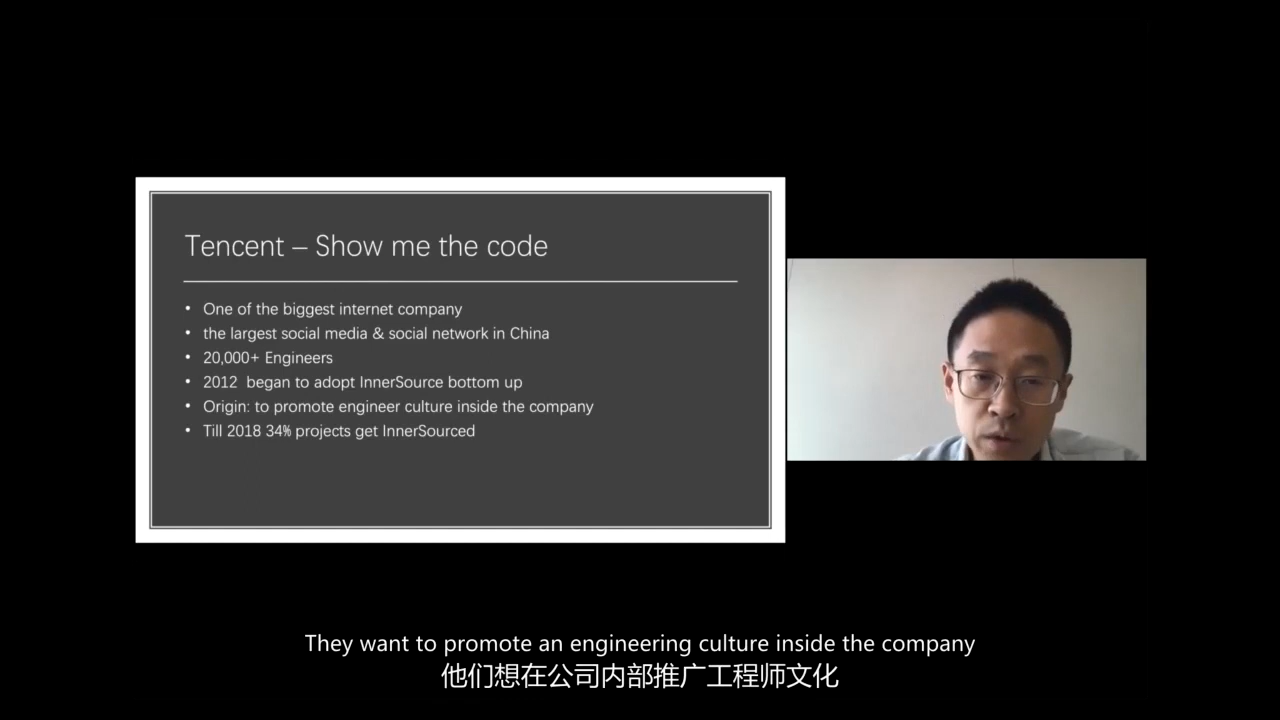 Tencent – Show me the code
• One of the biggest internet company
• the largest social media & social network in China
• 20,000+ Engineers
• 2012 began to adopt InnerSource bottom up
• Origin: to promote engineer culture inside the company
• Till 2018 34% projects get InnerSourced
They want to promote an engineering culture inside the company
他们想在公司内部推广工程师文化